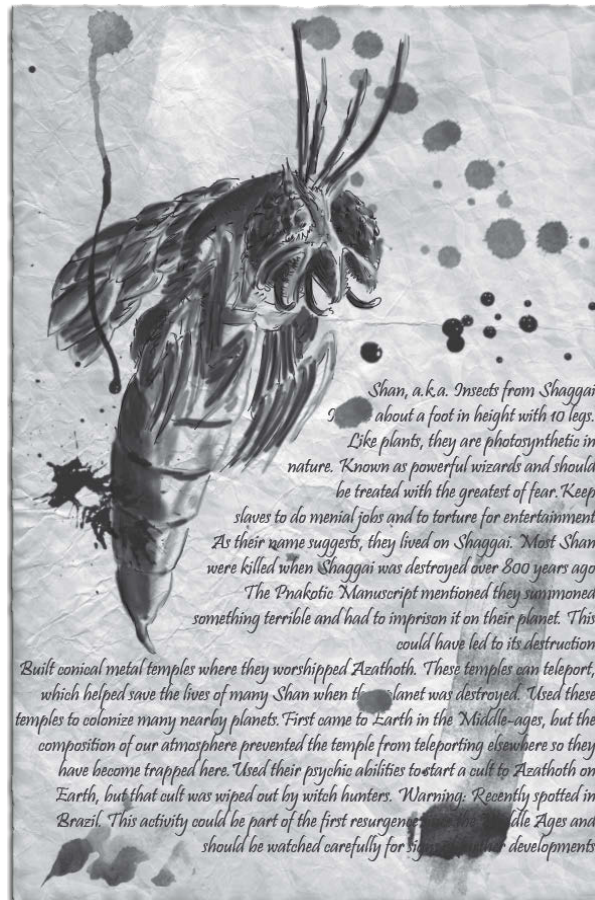 Shan, a.k.a. Insects from Shaggai
about a foot in height with 10 legs.
Like plants, they are photosynthetic in
nature. Known as powerful wizards and should
be treated with the greatest of fear. Keep
slaves to do menial jobs and to torture for entertainment
As their name suggests, they lived on Shaggai. Most Shan
were killed when Shaggai was destroyed over 800 years ago
The Pnakotic Manuscript mentioned they summoned
something terrible and had to imprison it on their planet. This
could have led to its destruction
Built conical metal temples where they worshipped Azathoth. These temples can teleport,
which helped save the lives of many Shan when planet was destroyed. Used these
temples to colonize many nearby planets. First came to Earth in the Middle-ages, but the
composition of our atmosphere prevented the temple from teleporting elsewhere so they
have become trapped here. Used their psychic abilities to start a cult to Azathoth on
Earth, but that cult was wiped out by witch hunters. Warning: Recently spotted in
Brazil. This activity could be part of the first resurgence the Ages and
should be watched carefully for developments